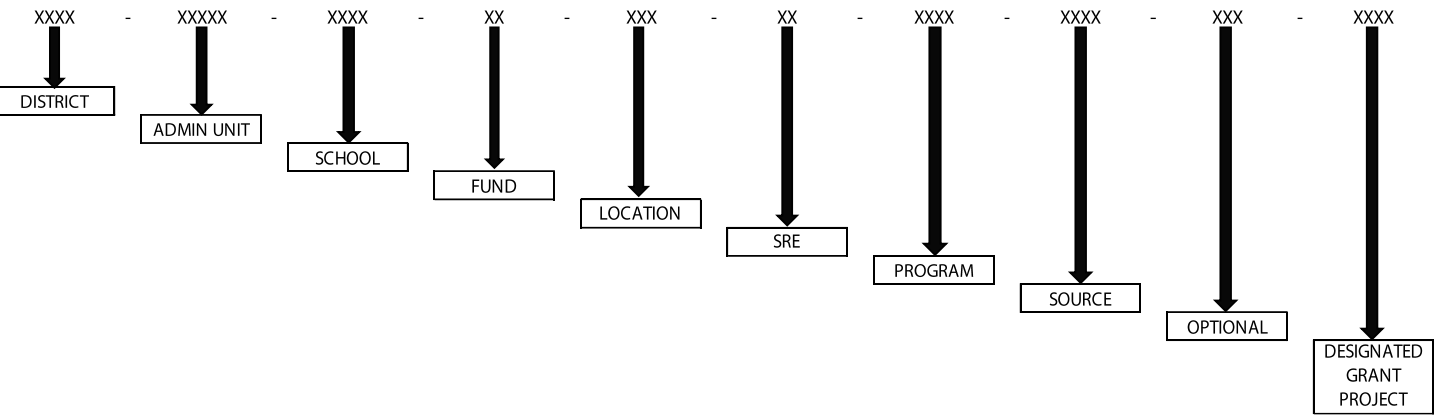 XXXX - XXXXX - XXXX - XX - XXX - XX - XXXX - XXXX - XXX - XXXX
DISTRICT
ADMIN UNIT
SCHOOL
FUND
LOCATION
SRE
PROGRAM
SOURCE
OPTIONAL
DESIGNATED
GRANT
PROJECT